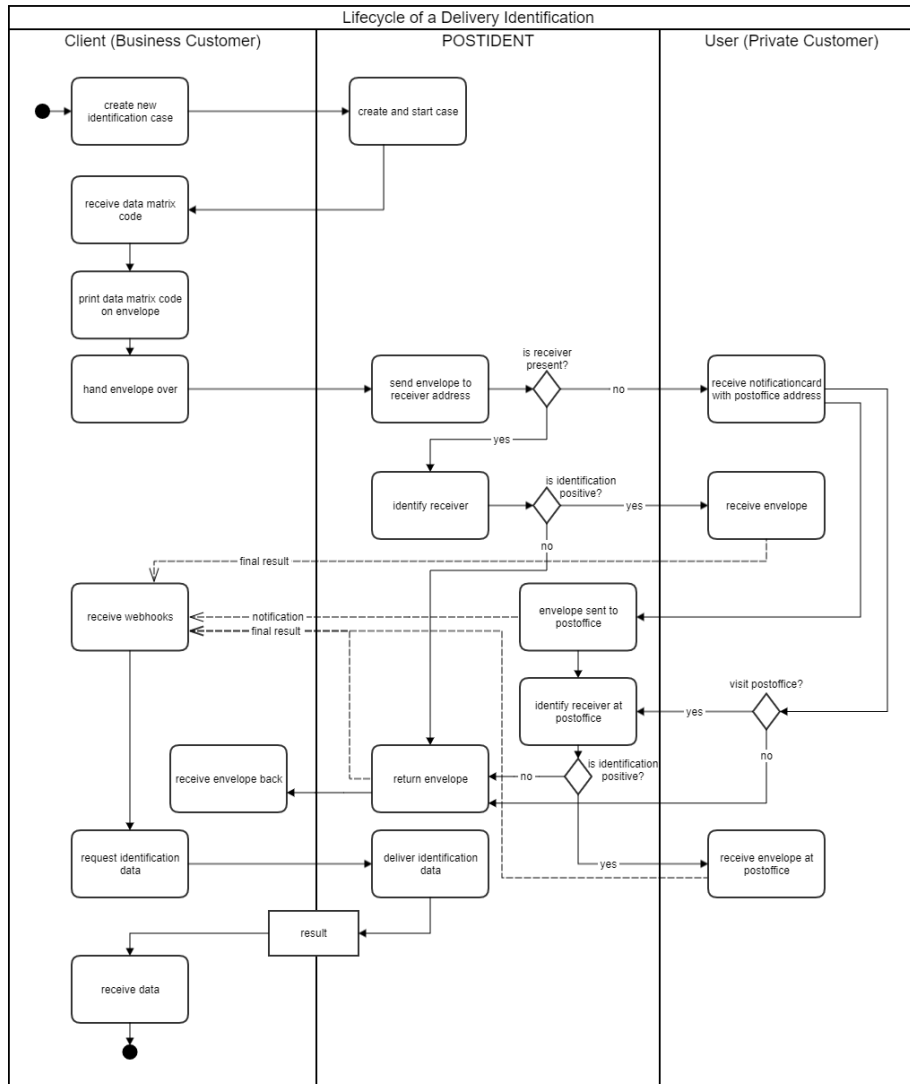 Lifecycle of a Delivery Identification
Client (Business Customer)
POSTIDENT
User (Private Customer)
create new
identification case
create and start case
receive data matrix
code
print data matrix code
on envelope
hand envelope over
send envelope to
receiver address
is receiver
present?
no
receive notificationcard
with postoffice address
yes
identify receiver
is identification
positive?
yes
receive envelope
no
final result
receive webhooks
notification
final result
envelope sent to
postoffice
identify receiver at
postoffice
yes
visit postoffice?
no
receive envelope back
return envelope
no
is identification
positive?
request identification
data
deliver identification
data
yes
receive envelope at
postoffice
result
receive data